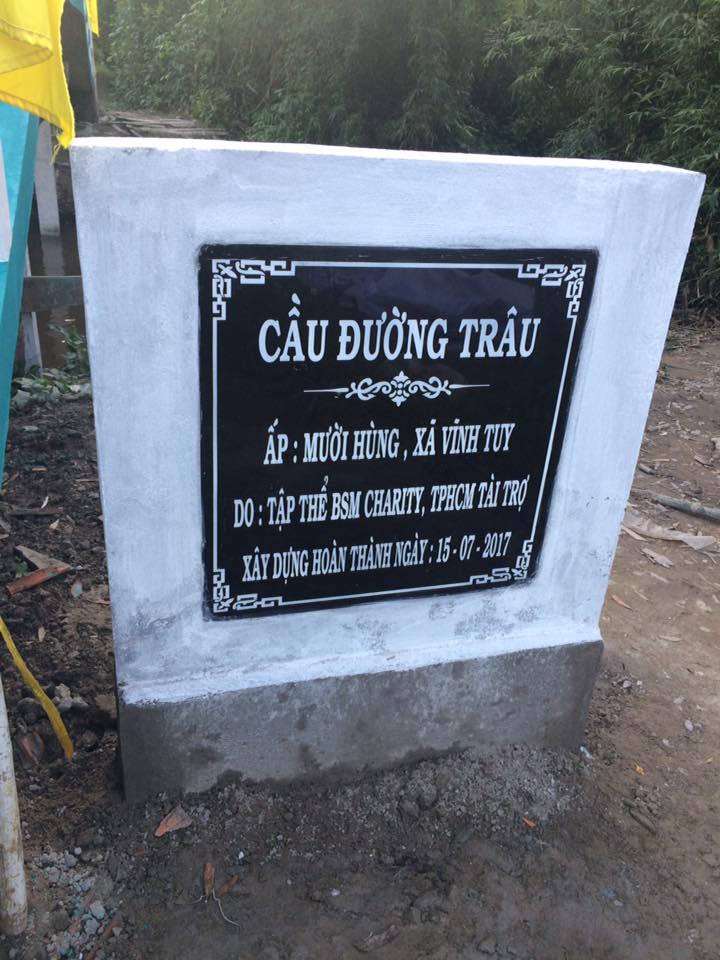 CẦU ĐƯỜNG TRÂU
ẤP : MƯỜI HÙNG , XÃ VĨNH TUY
DO : TẬP THỂ BSM CHARITY, TPHCM TÀI TRỢ
XÂY DỰNG HOÀN THÀNH NGÀY : 15 - 07 - 2017